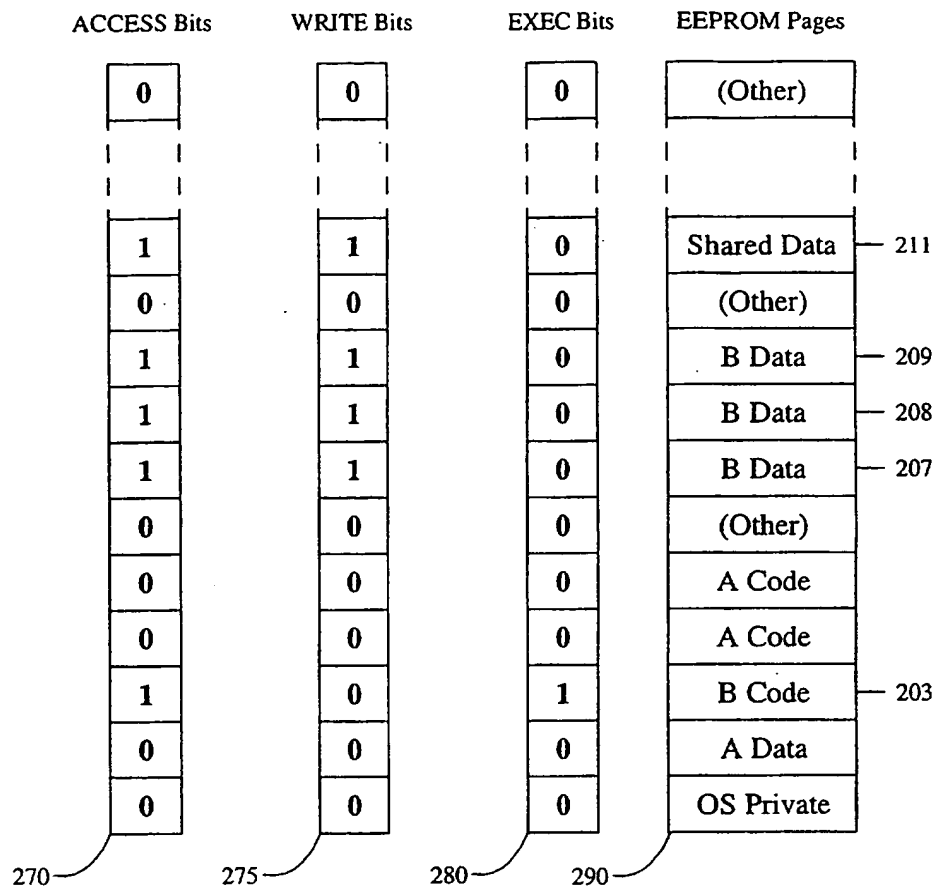 ACCESS Bits WRITE Bits EXEC Bits EEPROM Pages
0 0 0 (Other)
1 1 0 Shared Data 211
0 0 0 (Other)
1 1 0 B Data 209
1 1 0 B Data 208
1 1 0 B Data 207
0 0 0 (Other)
0 0 0 A Code
0 0 0 A Code
1 0 1 B Code 203
0 0 0 A Data
0 0 0 OS Private
270 275 280 290